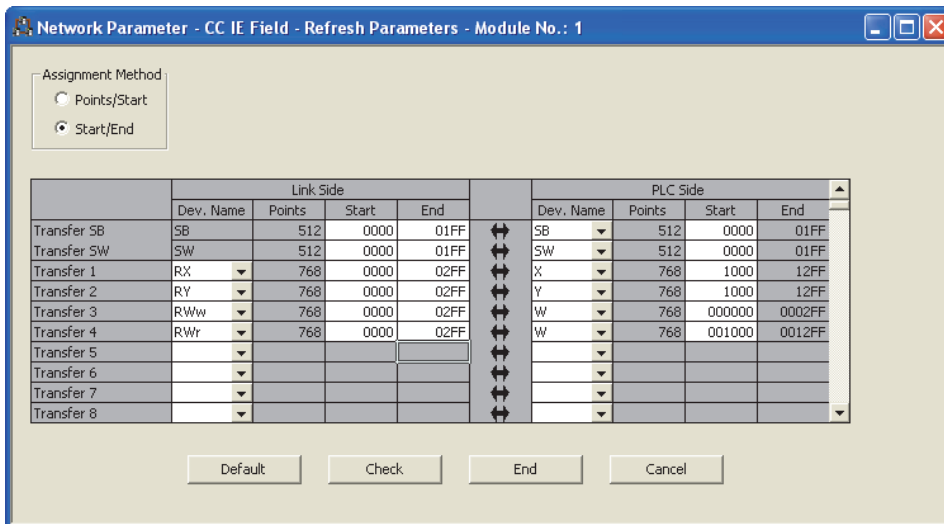 Network Parameter - CC IE Field - Refresh Parameters - Module No.: 1
Assignment Method
Points/Start
Start/End
Link Side PLC Side
Dev. Name Points Start End Dev. Name Points Start End
Transfer SB SB 512 0000 01FF SB 512 0000 01FF
Transfer SW SW 512 0000 01FF SW 512 0000 01FF
Transfer 1 RX 768 0000 02FF X 768 1000 12FF
Transfer 2 RY 768 0000 02FF Y 768 1000 12FF
Transfer 3 RWw 768 0000 02FF W 768 000000 0002FF
Transfer 4 RWr 768 0000 02FF W 768 001000 0012FF
Transfer 5
Transfer 6
Transfer 7
Transfer 8
Default Check End Cancel